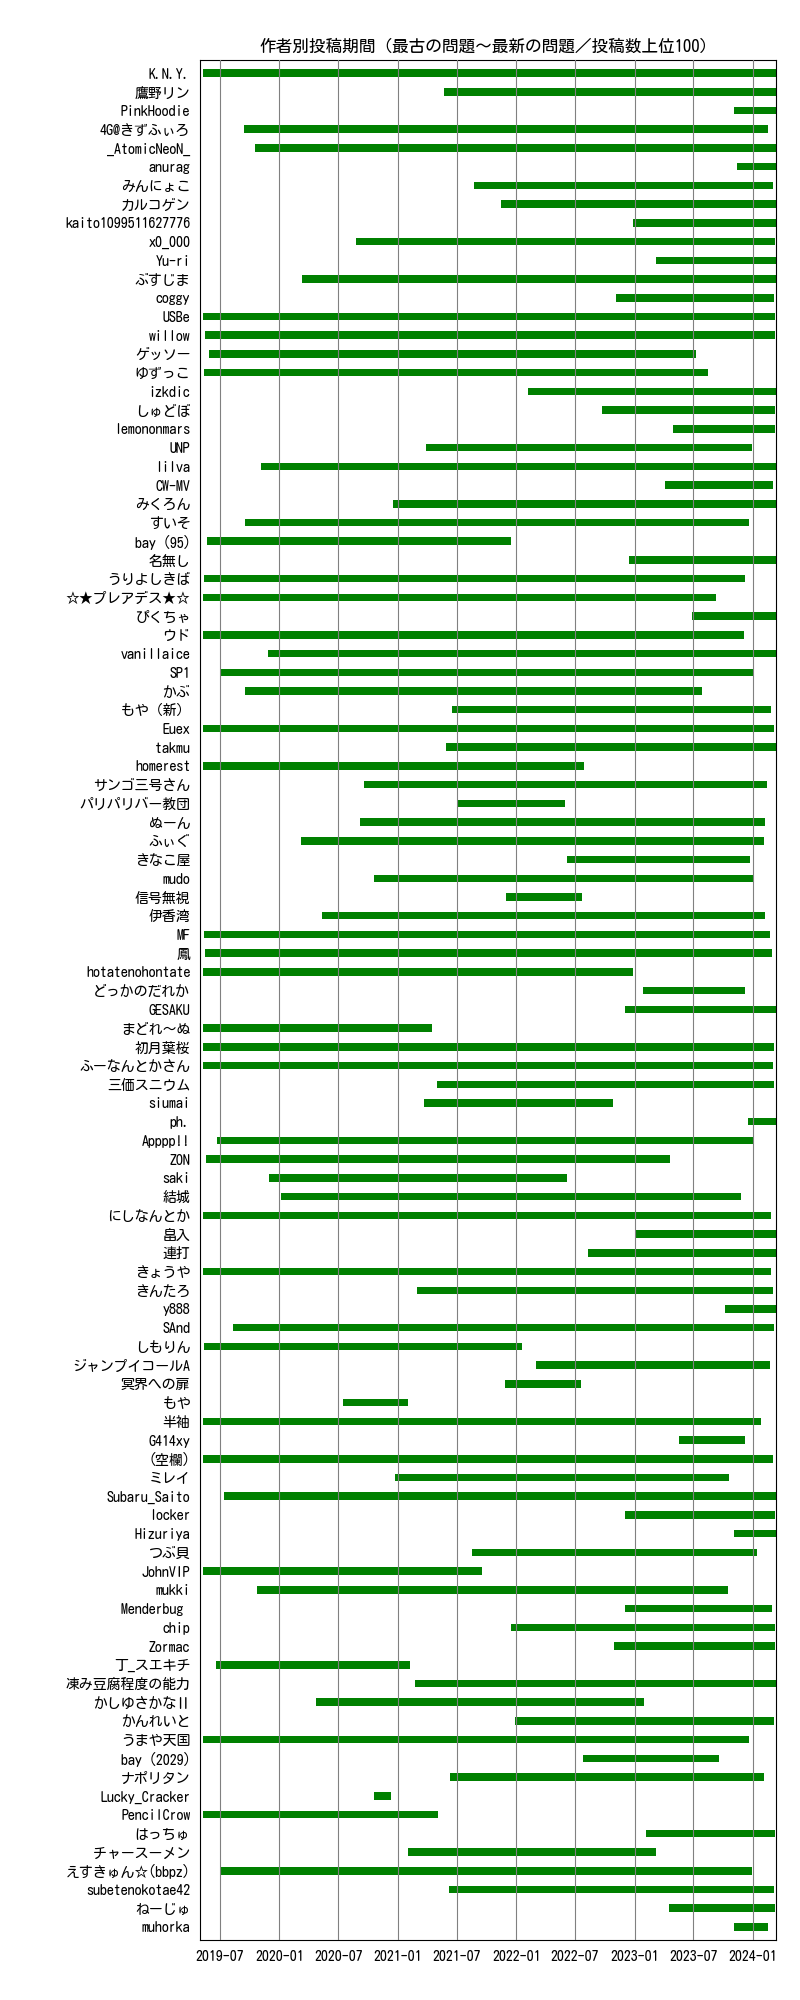 作者別投稿期間（最古の問題～最新の問題／投稿数上位100）
K.N.Y.
鷹野リン
PinkHoodie
4G@きずふぃろ
_AtomicNeoN_
anurag
みんにょこ
カルコゲン
kaito1099511627776
x0_000
Yu-ri
ぶすじま
coggy
USBe
willow
ゲッソー
ゆずっこ
izkdic
しゅどぼ
lemononmars
UNP
lilva
CW-MV
みくろん
すいそ
bay (95)
名無し
うりよしきば
☆★プレアデス★☆
ぴくちゃ
ウド
vanillaice
SP1
かぶ
もや（新）
Euex
takmu
homerest
サンゴ三号さん
パリパリバー教団
ぬーん
ふぃぐ
きなこ屋
mudo
信号無視
伊香湾
MF
鳳
hotatenohontate
どっかのだれか
GESAKU
まどれ～ぬ
初月葉桜
ふーなんとかさん
三価スニウム
siumai
ph.
Appppll
ZON
saki
結城
にしなんとか
畠入
連打
きょうや
きんたろ
y888
SAnd
しもりん
ジャンプイコールA
冥界への扉
もや
半袖
G414xy
(空欄)
ミレイ
Subaru_Saito
locker
Hizuriya
つぶ貝
JohnVIP
mukki
Menderbug
chip
Zormac
丁_スエキチ
凍み豆腐程度の能力
かしゆさかなII
かんれいと
うまや天国
bay (2029)
ナポリタン
Lucky_Cracker
PencilCrow
はっちゅ
チャースーメン
えすきゅん☆(bbpz)
subetenokotae42
ねーじゅ
muhorka
2019-07 2020-01 2020-07 2021-01 2021-07 2022-01 2022-07 2023-01 2023-07 2024-01